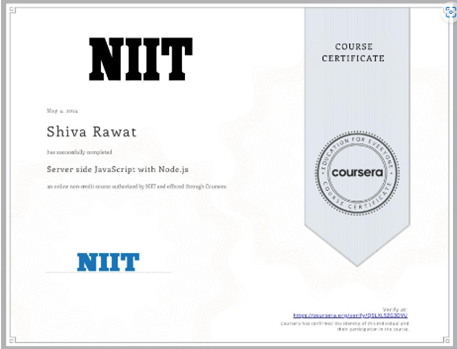 NIIT
COURSE
CERTIFICATE
May 4, 2024
Shiva Rawat
has successfully completed
Server side JavaScript with Node.js
an online non-credit course authorized by NIIT and offered through Coursera
EDUCATION FOR EVERYONE
coursera
COURSE CERTIFICATE
NIIT
Verify at:
https://coursera.org/verify/
Coursera has confirmed the identity of this individual and
their participation in the course.